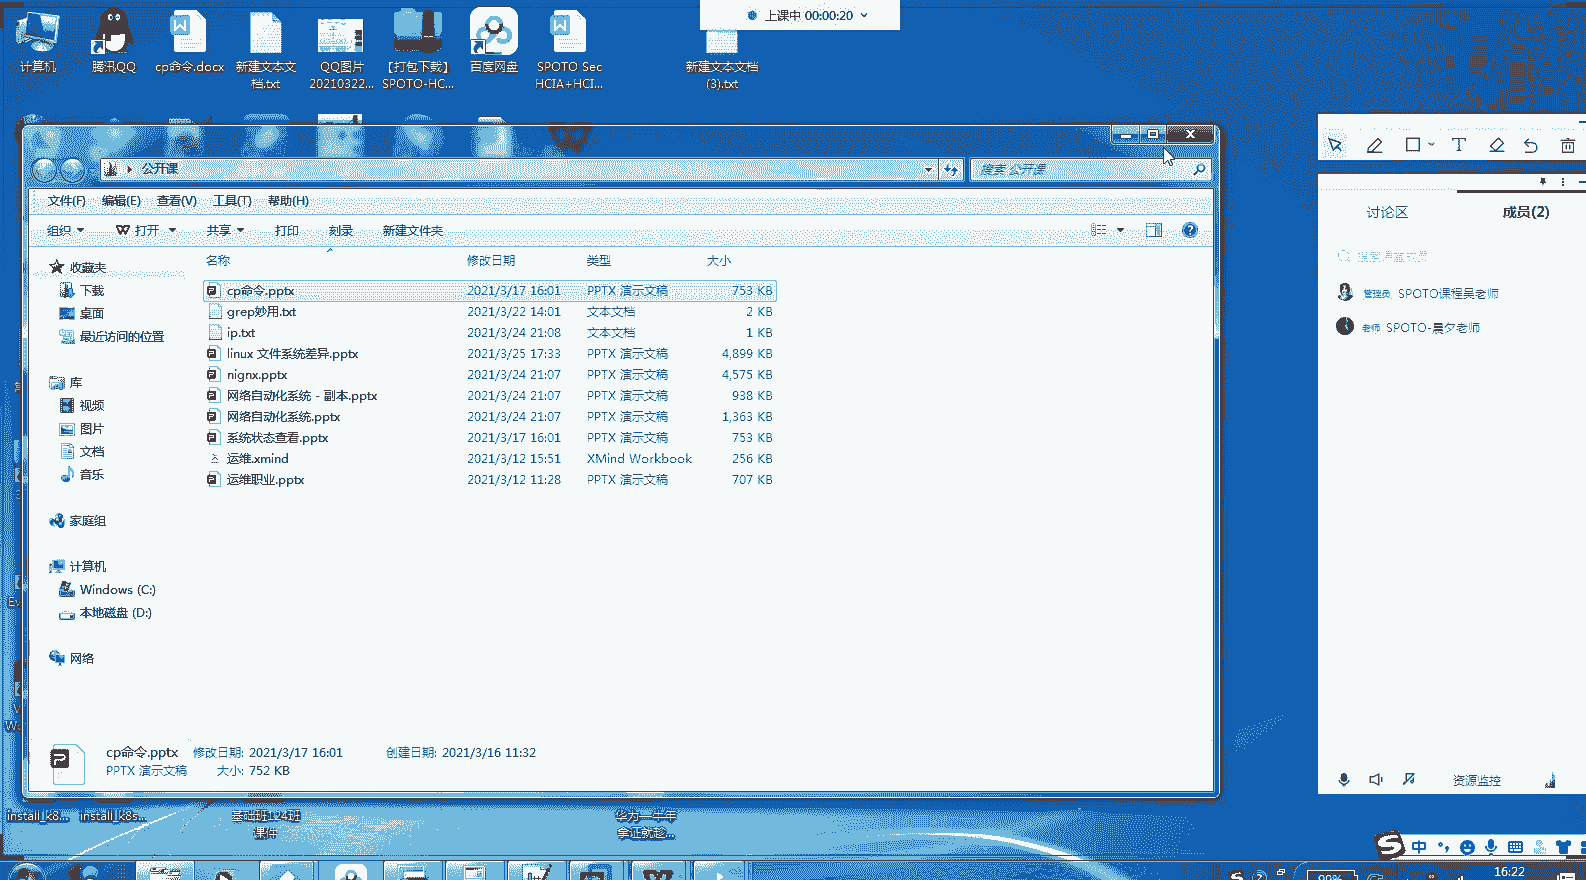 上课中 00:00:20
计算机
腾讯QQ
cp命令.docx
新建文本文
档.txt
QQ图片
20210322...
【打包下载】
SPOTO-HC...
百度网盘
SPOTO Sec
HCIA+HCI...
新建文本文档
(3).txt
公开课
搜索 公开课
文件(F) 编辑(E) 查看(V) 工具(T) 帮助(H)
组织 打开 共享 打印 刻录 新建文件夹
名称 修改日期 类型 大小
收藏夹
下载
桌面
最近访问的位置
库
视频
图片
文档
音乐
家庭组
计算机
Windows (C:)
本地磁盘 (D:)
网络
cp命令.pptx 2021/3/17 16:01 PPTX 演示文稿 753 KB
grep妙用.txt 2021/3/22 14:01 文本文档 2 KB
ip.txt 2021/3/24 21:08 文本文档 1 KB
linux 文件系统差异.pptx 2021/3/25 17:33 PPTX 演示文稿 4,899 KB
nignx.pptx 2021/3/24 21:07 PPTX 演示文稿 4,575 KB
网络自动化系统 - 副本.pptx 2021/3/24 21:07 PPTX 演示文稿 938 KB
网络自动化系统.pptx 2021/3/24 21:07 PPTX 演示文稿 1,363 KB
系统状态查看.pptx 2021/3/17 16:01 PPTX 演示文稿 753 KB
运维.xmind 2021/3/12 15:51 XMind Workbook 256 KB
运维职业.pptx 2021/3/12 11:28 PPTX 演示文稿 707 KB
cp命令.pptx 修改日期: 2021/3/17 16:01 创建日期: 2021/3/16 11:32
PPTX 演示文稿 大小: 752 KB
讨论区 成员(2)
管理员 SPOTO课程吴老师
老师 SPOTO-晨夕老师
资源监控
install_k8... install_k8s...
基础班124班
课件
华为一年半
拿证就趁...
中
99%
16:22